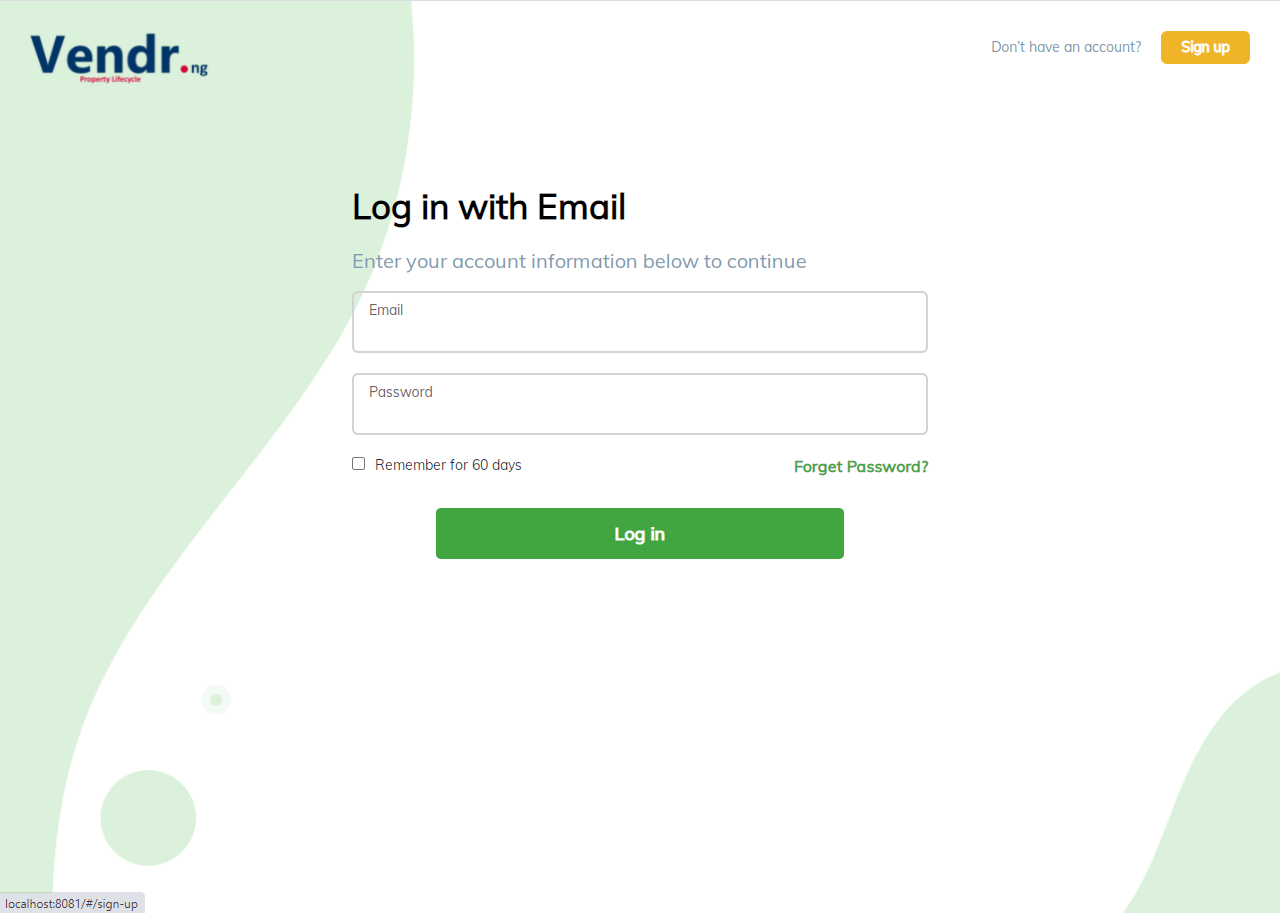 Vendr.ng
Property Lifecycle
Don't have an account?
Sign up
Log in with Email
Enter your account information below to continue
Email
Password
Remember for 60 days
Forget Password?
Log in
localhost:8081/#/sign-up